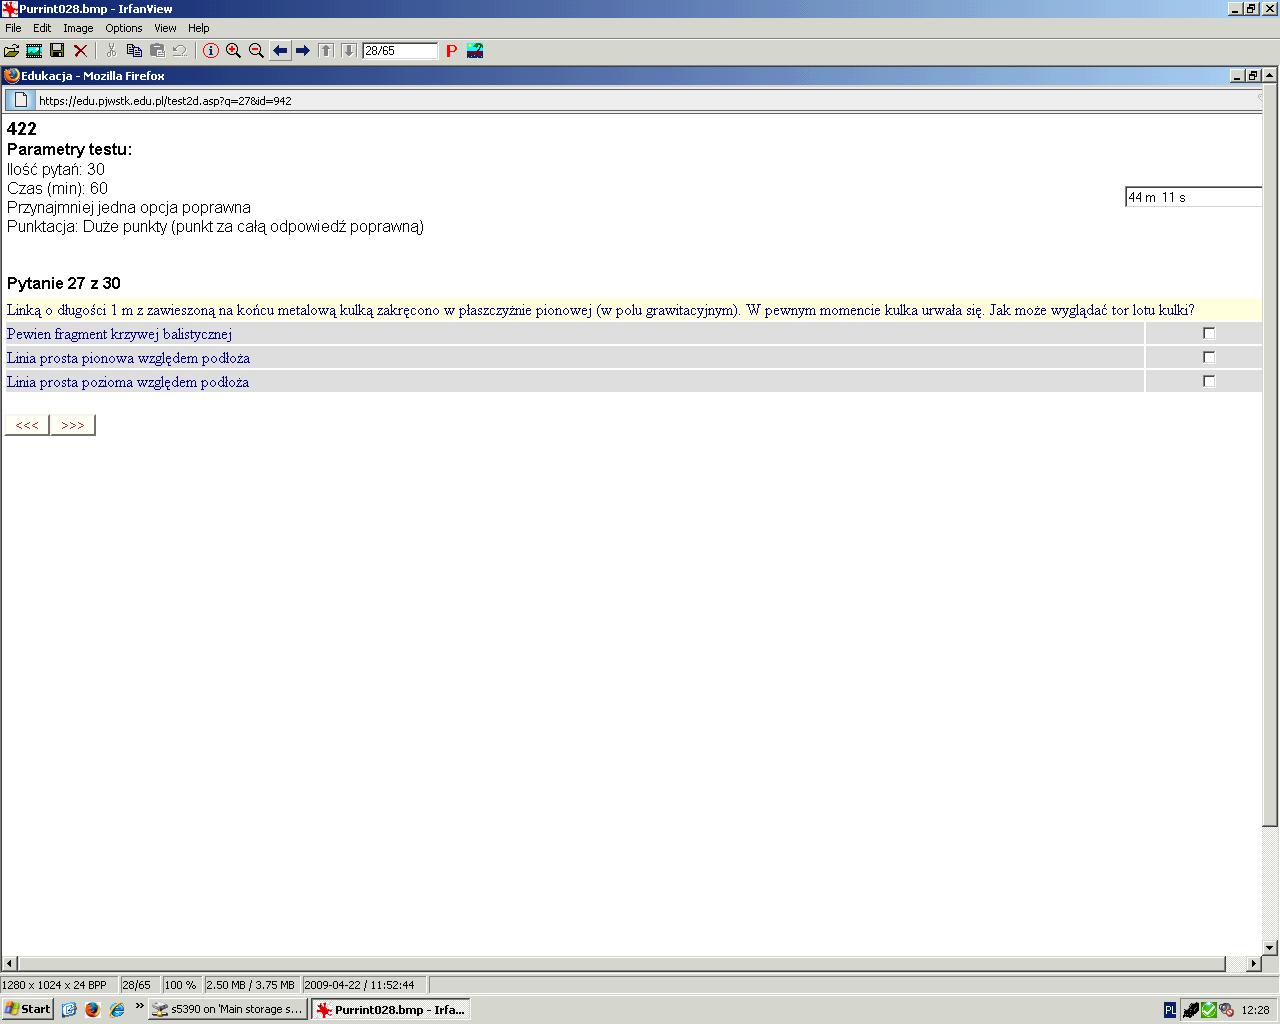 Purrint028.bmp - IrfanView
File Edit Image Options View Help
28/65 P
Edukacja - Mozilla Firefox
https://edu.pjwstk.edu.pl/test2d.asp?q=27&id=942
422
Parametry testu:
Ilość pytań: 30
Czas (min): 60
44 m 11 s
Przynajmniej jedna opcja poprawna
Punktacja: Duże punkty (punkt za całą odpowiedź poprawną)
Pytanie 27 z 30
Linką o długości 1 m z zawieszoną na końcu metalową kulką zakręcono w płaszczyźnie pionowej (w polu grawitacyjnym). W pewnym momencie kulka urwała się. Jak może wyglądać tor lotu kulki?
Pewien fragment krzywej balistycznej
Linia prosta pionowa względem podłoża
Linia prosta pozioma względem podłoża
<<< >>>
1280 x 1024 x 24 BPP 28/65 100 % 2.50 MB / 3.75 MB 2009-04-22 / 11:52:44
Start » s5390 on 'Main storage s... Purrint028.bmp - Irfa... PL 12:28